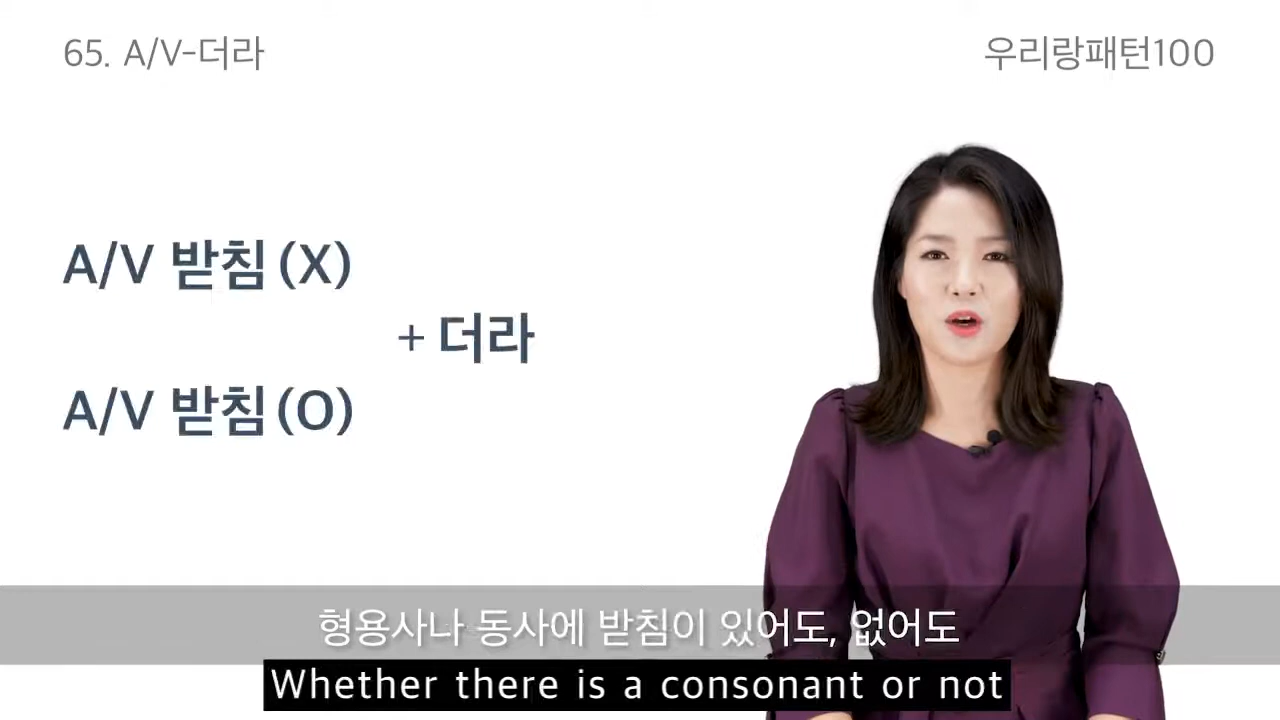 65. A/V-더라
우리랑패턴100
A/V 받침(X)
+ 더라
A/V 받침(O)
형용사나 동사에 받침이 있어도, 없어도
Whether there is a consonant or not